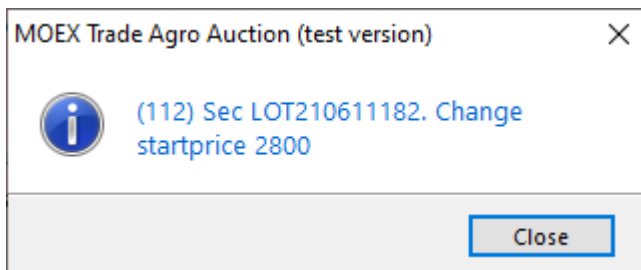 MOEX Trade Agro Auction (test version)
(112) Sec LOT210611182. Change
startprice 2800
Close